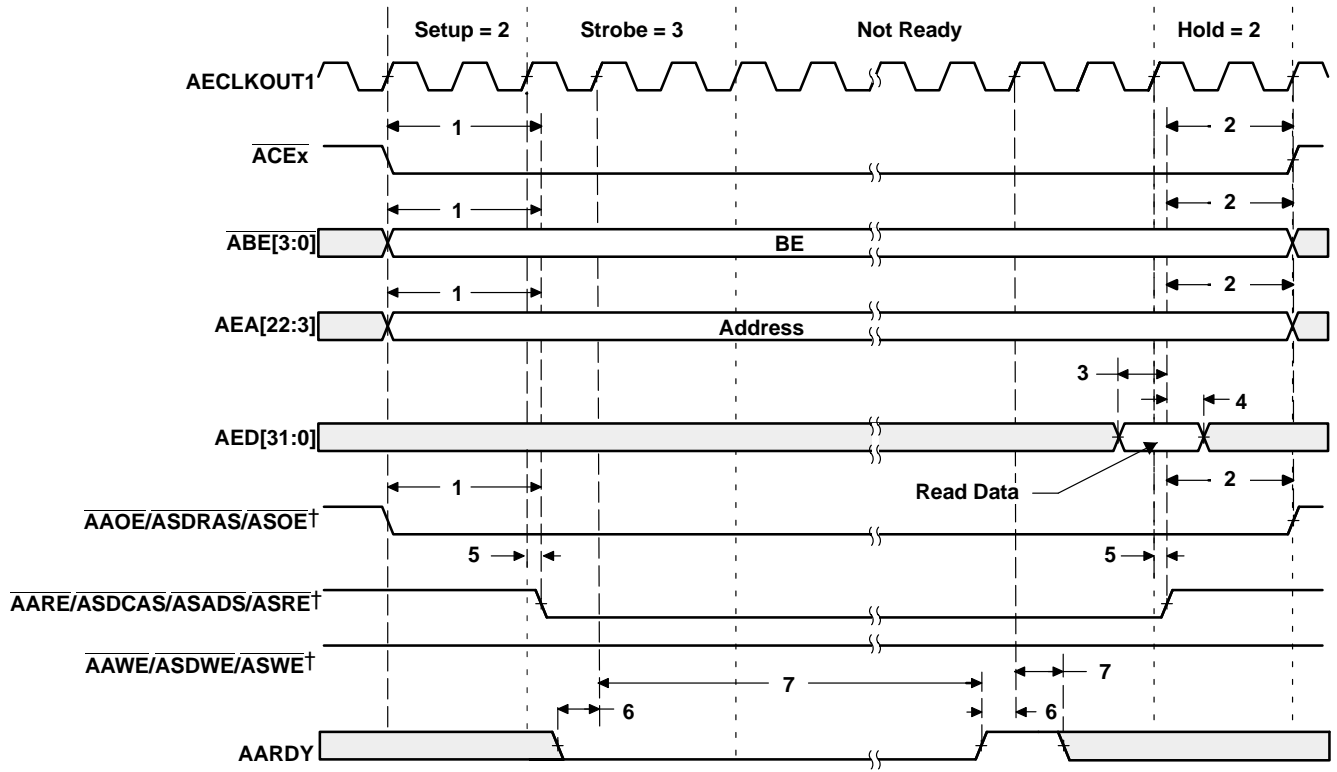 Setup = 2 Strobe = 3 Not Ready Hold = 2
AECLKOUT1
1 2
ACEx
1 2
ABE[3:0] BE
1 2
AEA[22:3] Address
3
4
AED[31:0]
1 Read Data 2
AAOE/ASDRAS/ASOE†
5 5
AARE/ASDCAS/ASADS/ASRE†
AAWE/ASDWE/ASWE†
7 7
6 6
AARDY